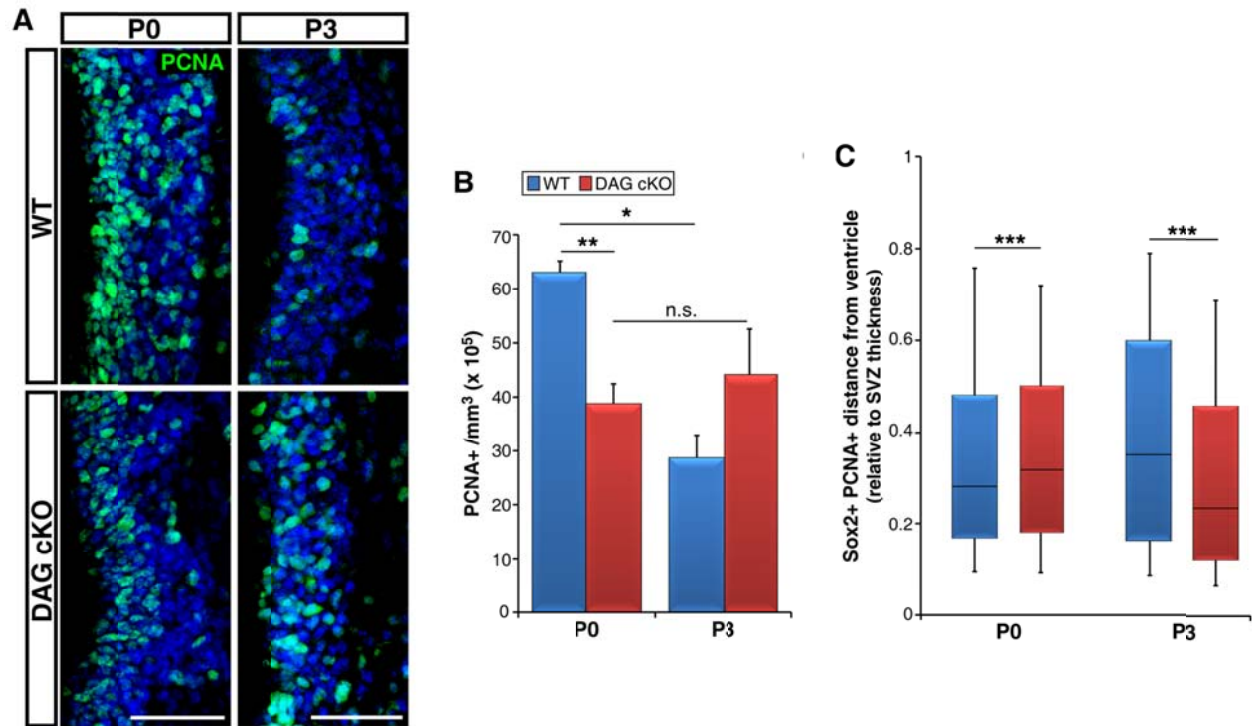 A
P0
P3
PCNA
WT
DAG cKO
B
WT
DAG cKO
*
**
n.s.
70
60
50
40
30
20
10
0
PCNA+ /mm³ (x 10⁵)
P0
P3
C
1
0.8
0.6
0.4
0.2
0
Sox2+ PCNA+ distance from ventricle
(relative to SVZ thickness)
***
***
P0
P3